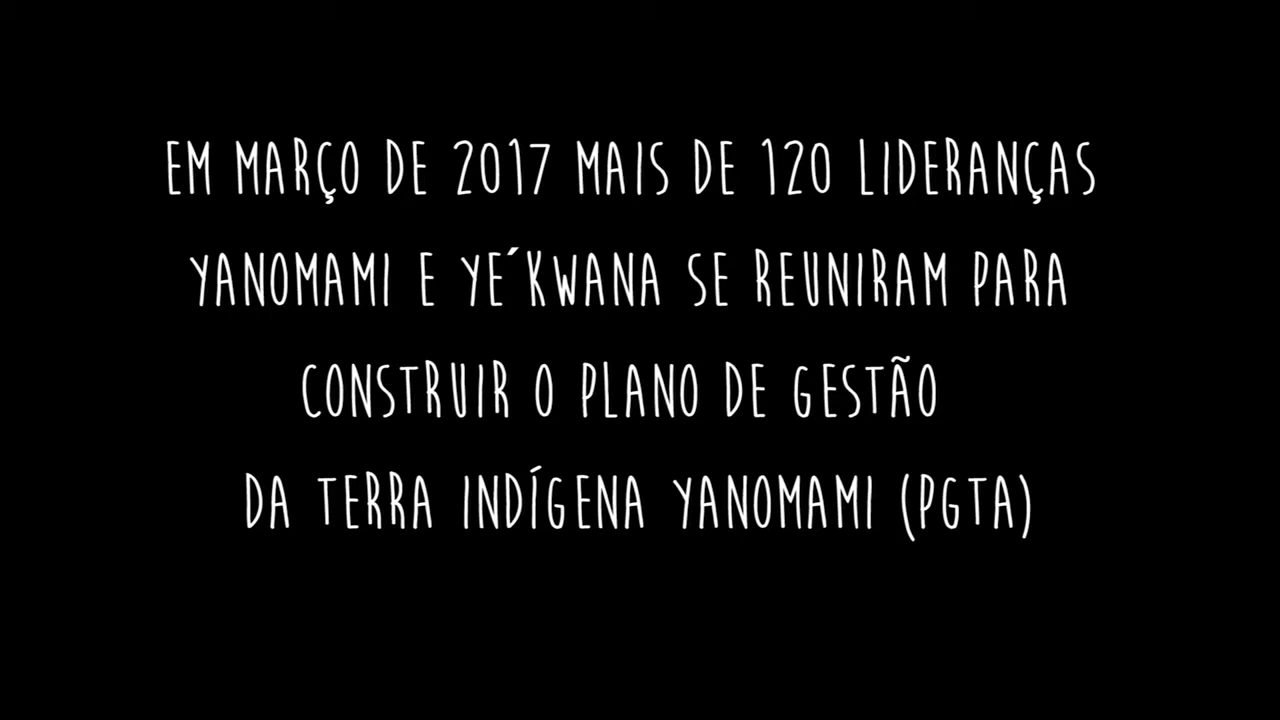 EM MARÇO DE 2017 MAIS DE 120 LIDERANÇAS
YANOMAMI E YE´KWANA SE REUNIRAM PARA
CONSTRUIR O PLANO DE GESTÃO
DA TERRA INDÍGENA YANOMAMI (PGTA)